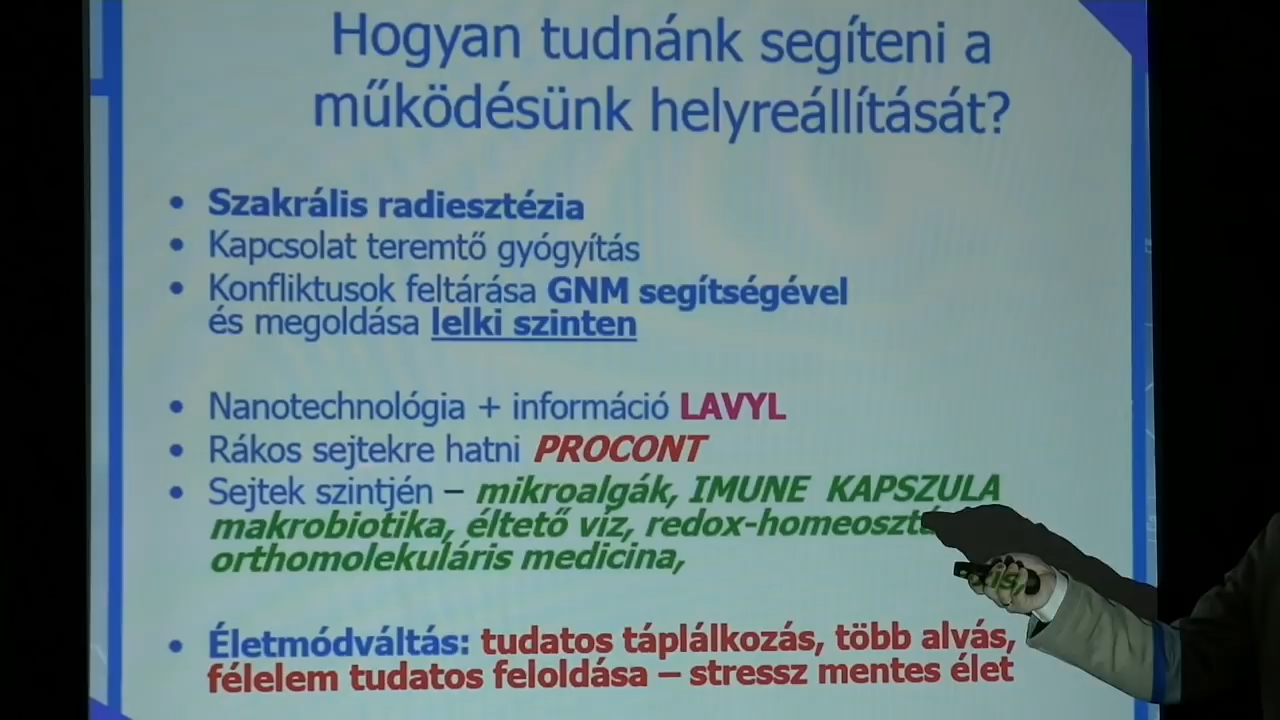 Hogyan tudnánk segíteni a
működésünk helyreállítását?
• Szakrális radiesztézia
• Kapcsolat teremtő gyógyítás
• Konfliktusok feltárása GNM segítségével
és megoldása lelki szinten
• Nanotechnológia + információ LAVYL
• Rákos sejtekre hatni PROCONT
• Sejtek szintjén – mikroalgák, IMUNE KAPSZULA
makrobiotika, éltető víz,
orthomolekuláris medicina,
• Életmódváltás: tudatos táplálkozás, több alvás,
félelem tudatos feloldása – stressz mentes élet